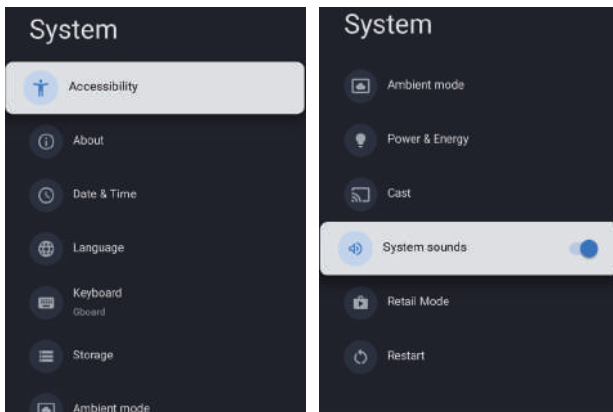 System
Accessibility
About
Date & Time
Language
Keyboard
Gboard
Storage
Ambient mode
System
Ambient mode
Power & Energy
Cast
System sounds
Retail Mode
Restart